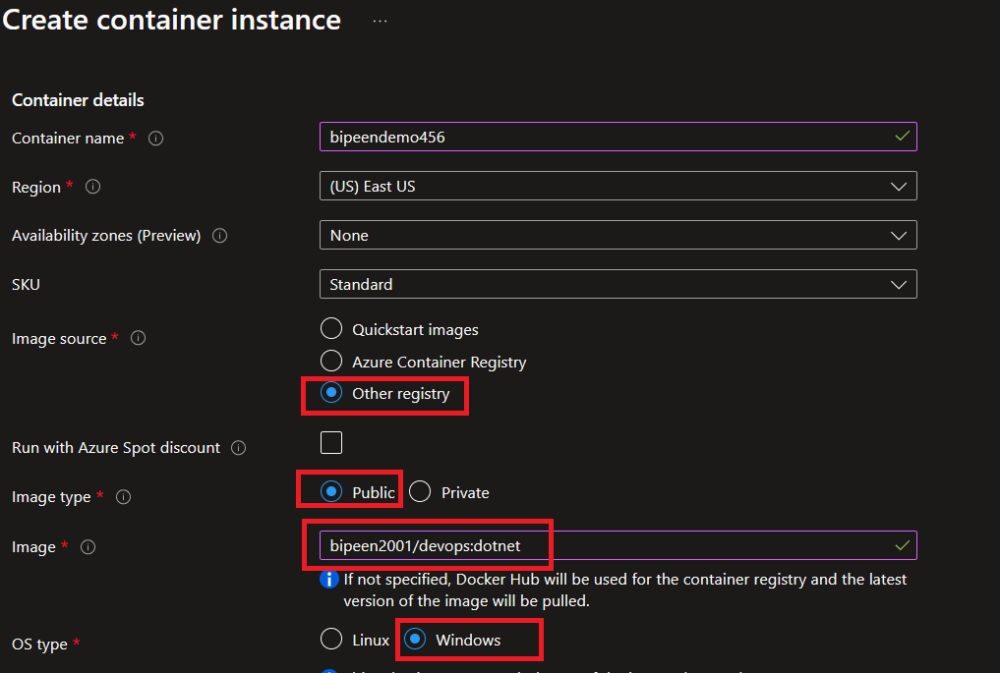 Create container instance ...
Container details
Container name *
bipeendemo456
Region *
(US) East US
Availability zones (Preview)
None
SKU
Standard
Image source *
Quickstart images
Azure Container Registry
Other registry
Run with Azure Spot discount
Image type *
Public
Private
Image *
bipeen2001/devops:dotnet
If not specified, Docker Hub will be used for the container registry and the latest
version of the image will be pulled.
OS type *
Linux
Windows